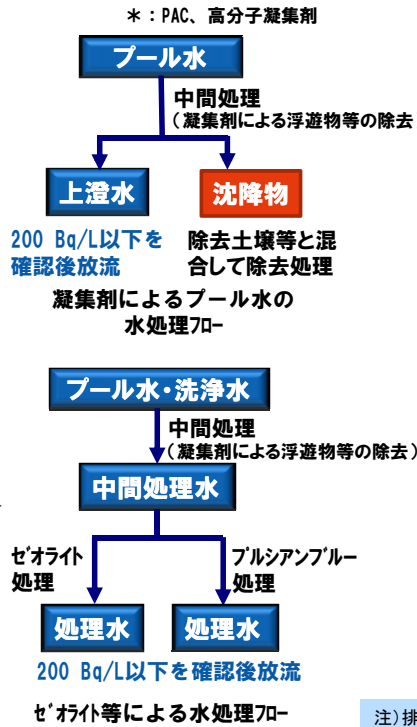 ＊：PAC、高分子凝集剤
プール水
中間処理
（凝集剤による浮遊物等の除去
上澄水
沈降物
200 Bq/L以下を
確認後放流
除去土壌等と混
合して除去処理
凝集剤によるプール水の
水処理ﾌﾛｰ
プール水・洗浄水
中間処理
（凝集剤による浮遊物等の除去）
中間処理水
ｾﾞオライト
処理
ﾌﾟルシアンブルー
処理
処理水
処理水
200 Bq/L以下を確認後放流
ｾﾞオライト等による水処理ﾌﾛｰ
注）排